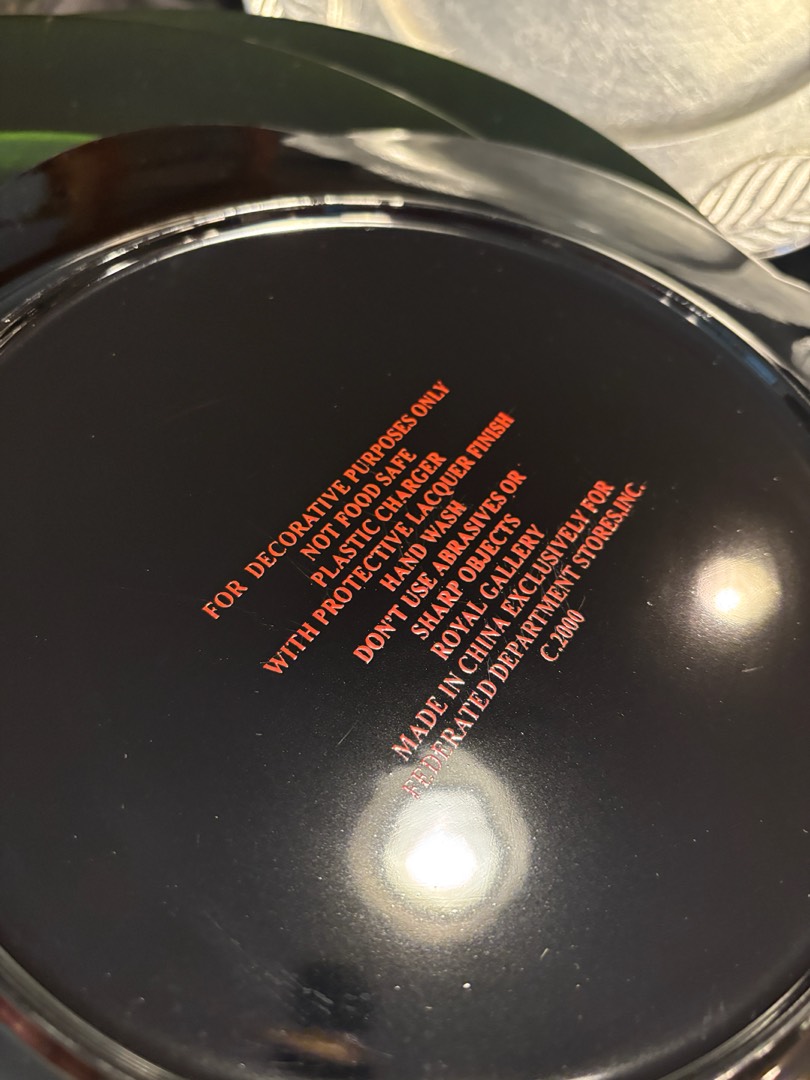 FOR DECORATIVE PURPOSES ONLY
NOT FOOD SAFE
PLASTIC CHARGER
WITH PROTECTIVE LACQUER FINISH
HAND WASH
DON'T USE ABRASIVES OR
SHARP OBJECTS
ROYAL GALLERY
MADE IN CHINA EXCLUSIVELY FOR
FEDERATED DEPARTMENT STORES.INC.
C.2000